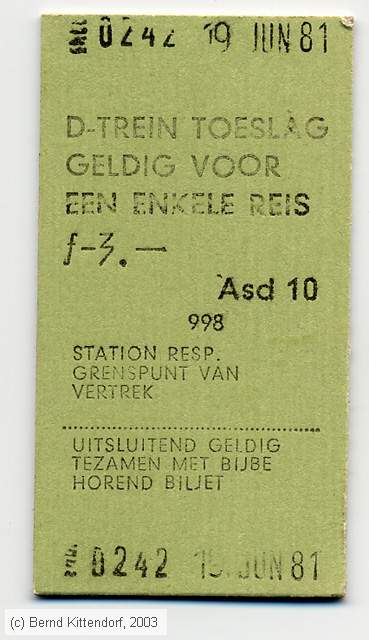 0242 19 JUN 81
D-TREIN TOESLAG
GELDIG VOOR
EEN ENKELE REIS
f-3.—
Asd 10
998
STATION RESP.
GRENSPUNT VAN
VERTREK
UITSLUITEND GELDIG
TEZAMEN MET BIJBE
HOREND BILJET
0242 19 JUN 81
(c) Bernd Kittendorf, 2003